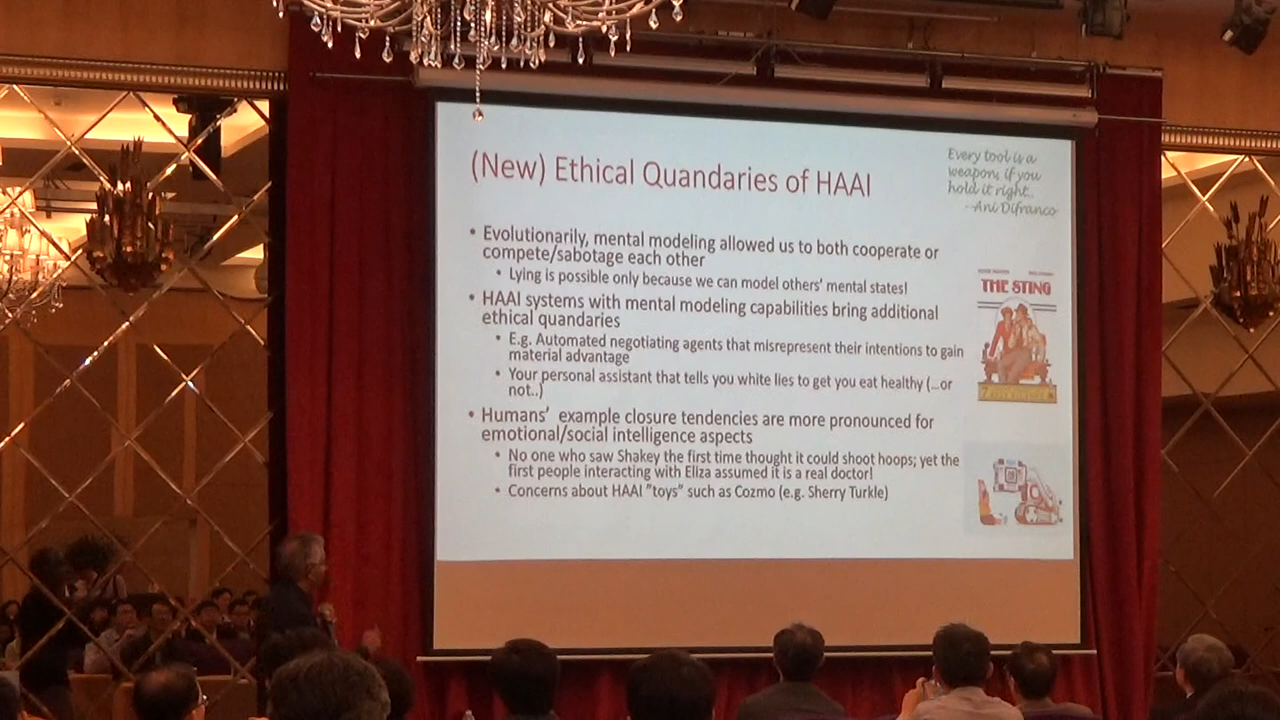 (New) Ethical Quandaries of HAAI
Every tool is a
weapon, if you
hold it right..
--Ani Difranco
• Evolutionarily, mental modeling allowed us to both cooperate or
compete/sabotage each other
• Lying is possible only because we can model others' mental states!
• HAAI systems with mental modeling capabilities bring additional
ethical quandaries
• E.g. Automated negotiating agents that misrepresent their intentions to gain
material advantage
• Your personal assistant that tells you white lies to get you eat healthy (…or
not..)
• Humans' example closure tendencies are more pronounced for
emotional/social intelligence aspects
• No one who saw Shakey the first time thought it could shoot hoops; yet the
first people interacting with Eliza assumed it is a real doctor!
• Concerns about HAAI "toys" such as Cozmo (e.g. Sherry Turkle)
THE STING